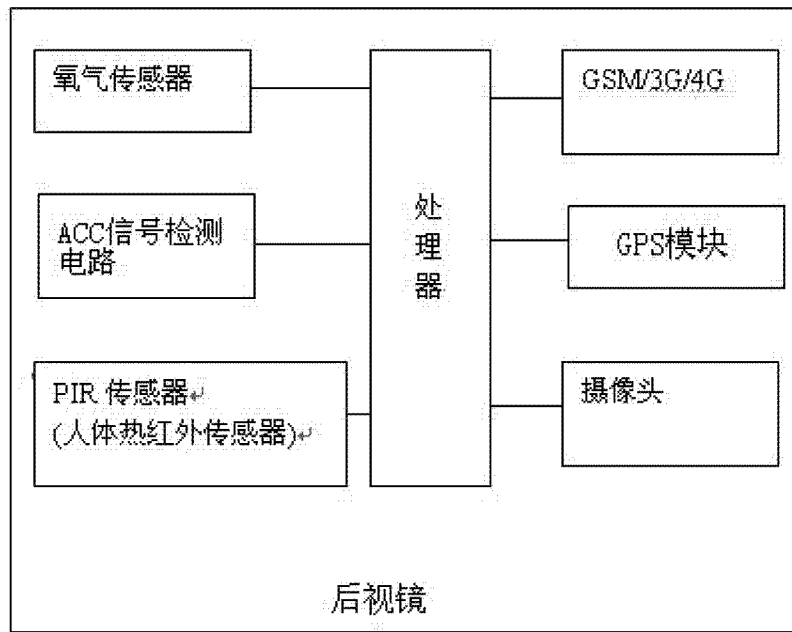 氧气传感器
ACC信号检测
电路
PIR 传感器↵
(人体热红外传感器)↵
处
理
器
GSM/3G/4G
GPS模块
摄像头
后视镜